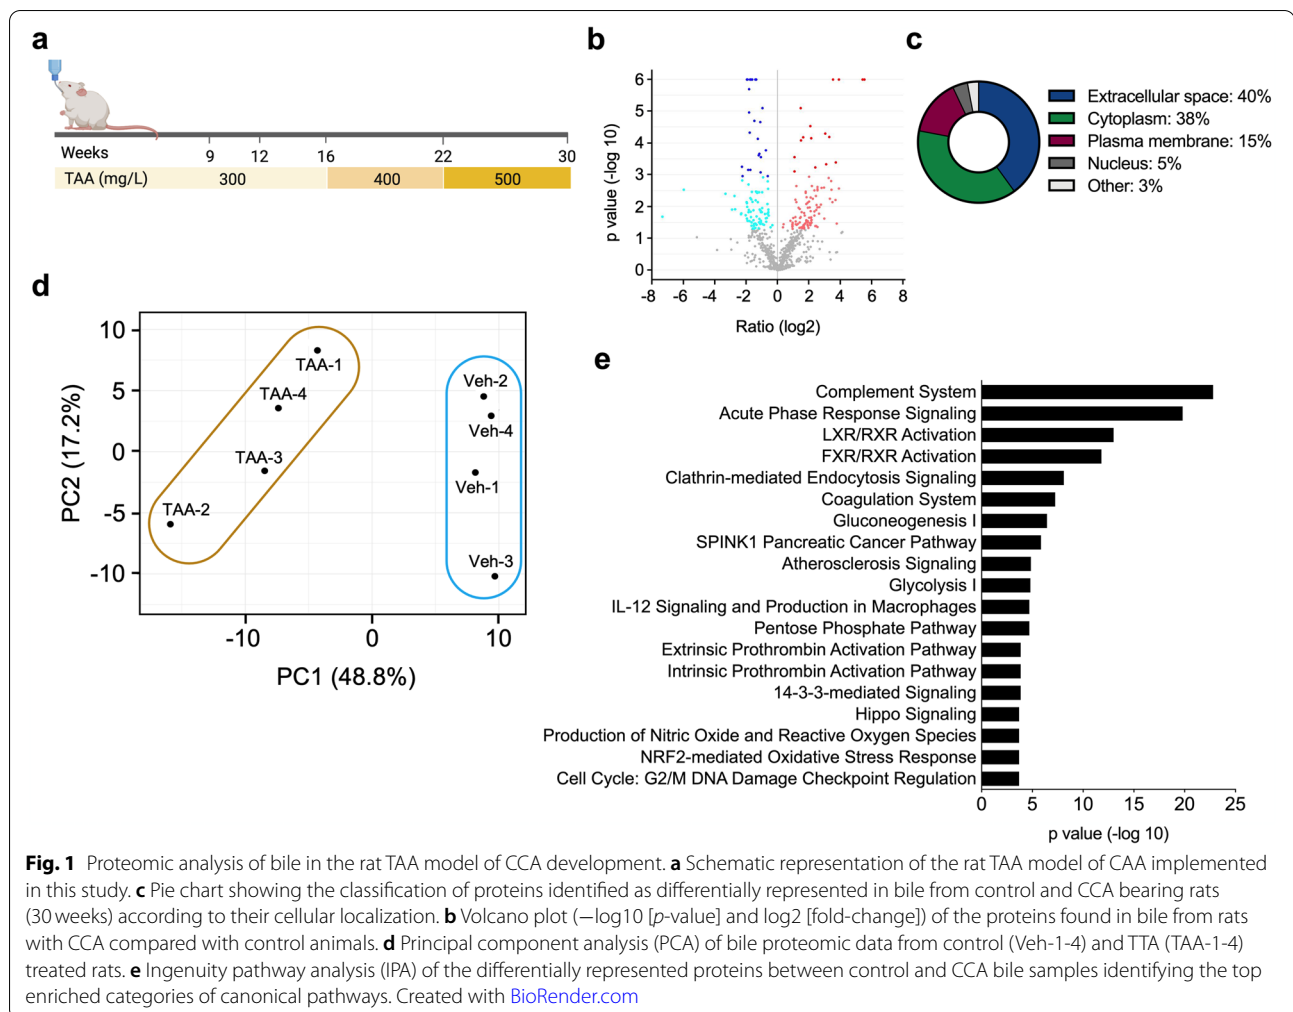 a
Weeks
9 12 16 22 30
TAA (mg/L) 300 400 500
b
p value (-log 10)
6
5
4
3
2
1
0
-8 -6 -4 -2 0 2 4 6 8
Ratio (log2)
c
Extracellular space: 40%
Cytoplasm: 38%
Plasma membrane: 15%
Nucleus: 5%
Other: 3%
d
PC2 (17.2%)
10
5
0
-5
-10
TAA-1
TAA-4
TAA-3
TAA-2
Veh-2
Veh-4
Veh-1
Veh-3
-10 0 10
PC1 (48.8%)
e
Complement System
Acute Phase Response Signaling
LXR/RXR Activation
FXR/RXR Activation
Clathrin-mediated Endocytosis Signaling
Coagulation System
Gluconeogenesis I
SPINK1 Pancreatic Cancer Pathway
Atherosclerosis Signaling
Glycolysis I
IL-12 Signaling and Production in Macrophages
Pentose Phosphate Pathway
Extrinsic Prothrombin Activation Pathway
Intrinsic Prothrombin Activation Pathway
14-3-3-mediated Signaling
Hippo Signaling
Production of Nitric Oxide and Reactive Oxygen Species
NRF2-mediated Oxidative Stress Response
Cell Cycle: G2/M DNA Damage Checkpoint Regulation
0 5 10 15 20 25
p value (-log 10)
Fig. 1 Proteomic analysis of bile in the rat TAA model of CCA development. a Schematic representation of the rat TAA model of CAA implemented
in this study. c Pie chart showing the classification of proteins identified as differentially represented in bile from control and CCA bearing rats
(30 weeks) according to their cellular localization. b Volcano plot (−log10 [p-value] and log2 [fold-change]) of the proteins found in bile from rats
with CCA compared with control animals. d Principal component analysis (PCA) of bile proteomic data from control (Veh-1-4) and TTA (TAA-1-4)
treated rats. e Ingenuity pathway analysis (IPA) of the differentially represented proteins between control and CCA bile samples identifying the top
enriched categories of canonical pathways. Created with BioRender.com